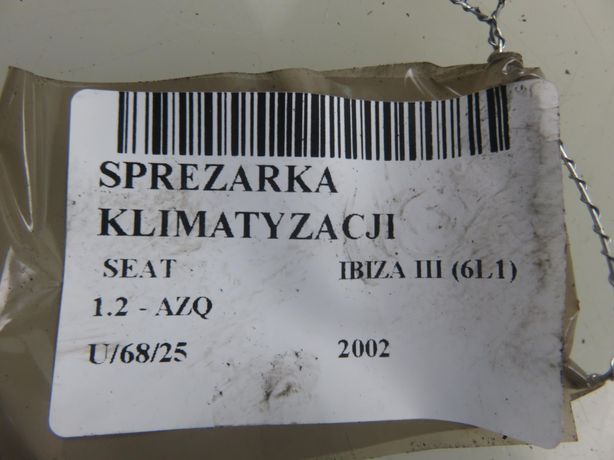 SPREZARKA
KLIMATYZACJI
SEAT IBIZA III (6L1)
1.2 - AZQ
U/68/25 2002